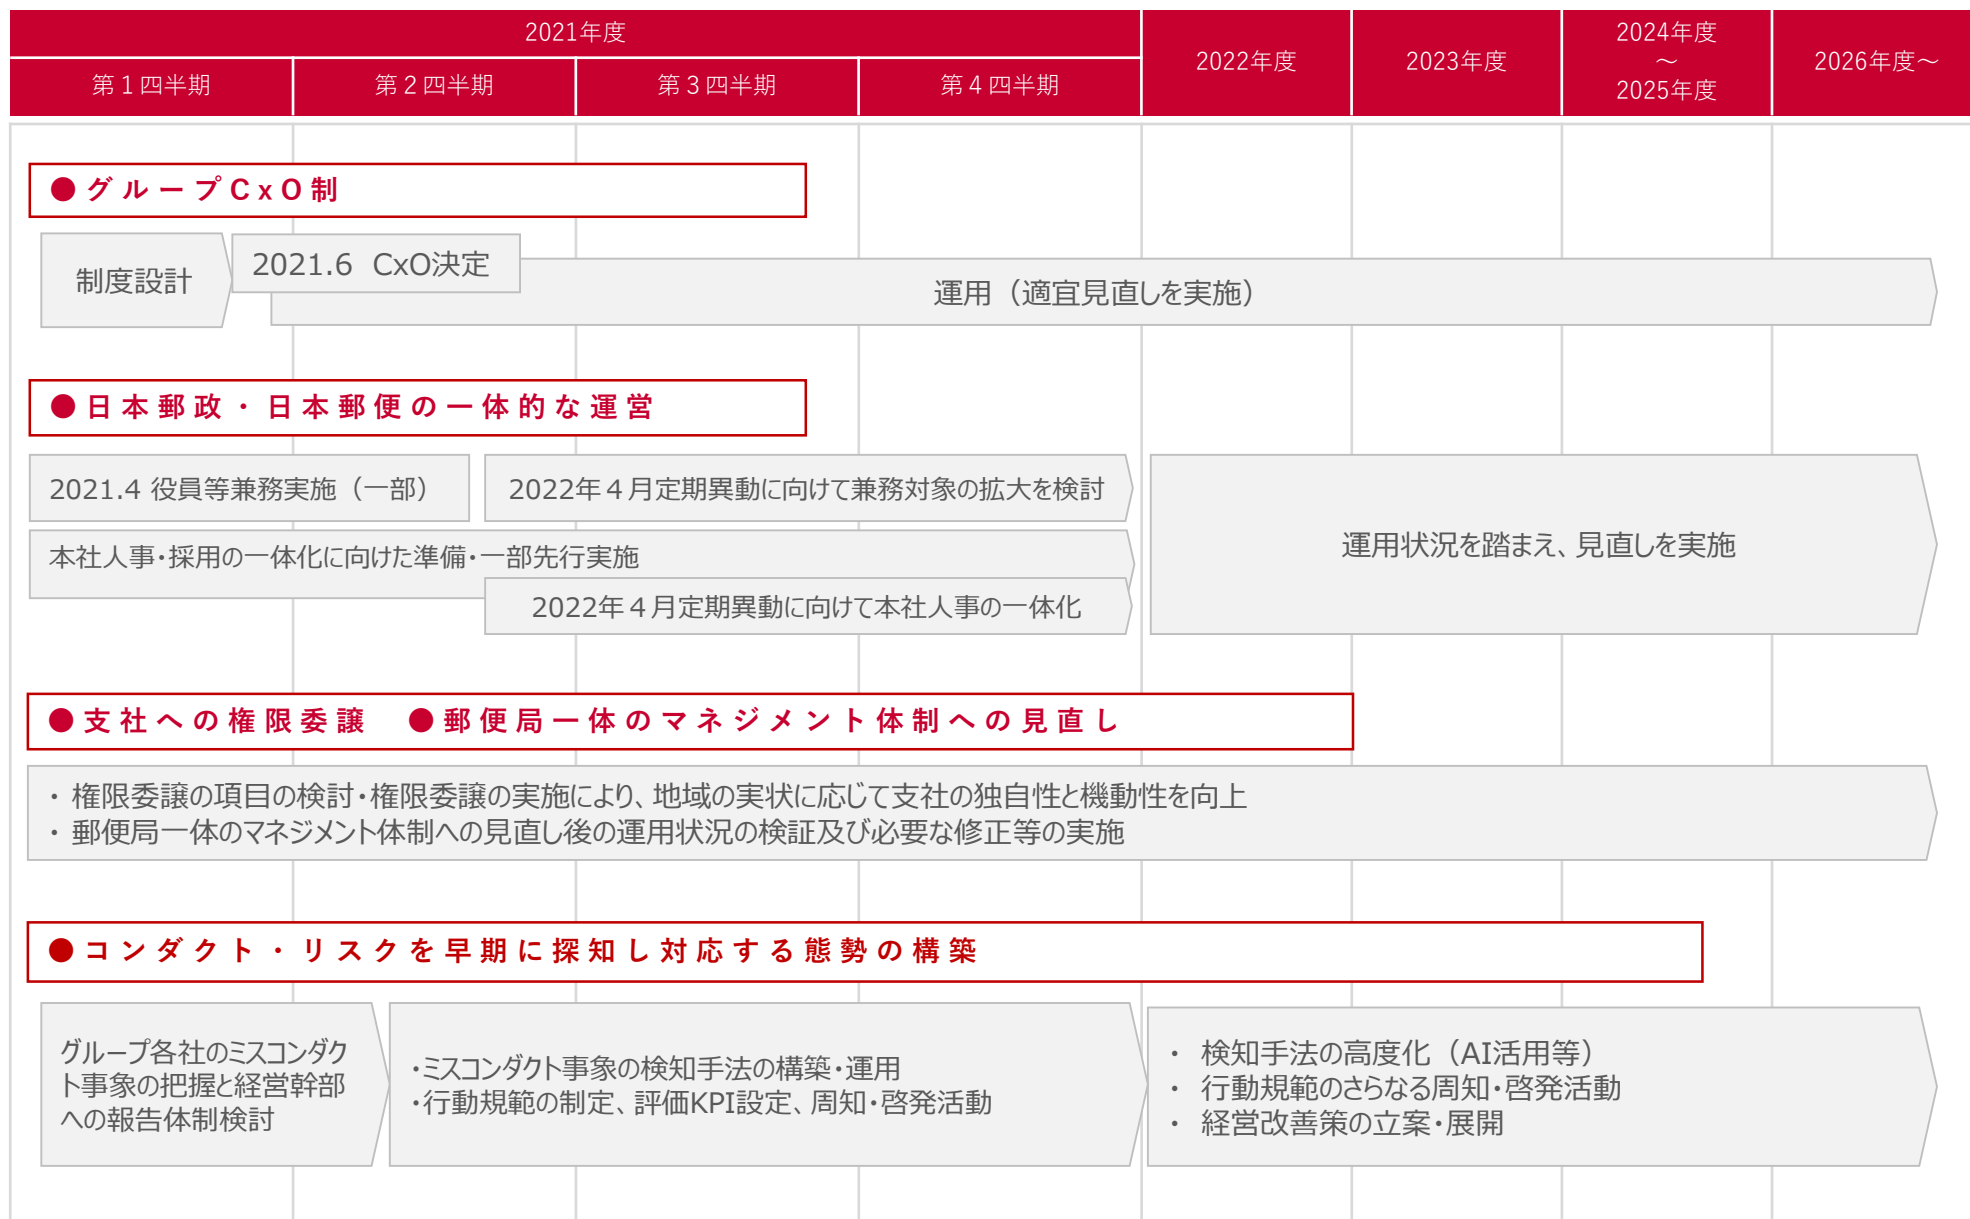 2021年度
2022年度
2023年度
2024年度
～
2025年度
2026年度～
第１四半期
第２四半期
第３四半期
第４四半期
●グループCxO制
制度設計
2021.6 CxO決定
運用（適宜見直しを実施）
●日本郵政・日本郵便の一体的な運営
2021.4 役員等兼務実施（一部）
2022年４月定期異動に向けて兼務対象の拡大を検討
本社人事・採用の一体化に向けた準備・一部先行実施
2022年４月定期異動に向けて本社人事の一体化
運用状況を踏まえ、見直しを実施
●支社への権限委譲 ●郵便局一体のマネジメント体制への見直し
・ 権限委譲の項目の検討・権限委譲の実施により、地域の実状に応じて支社の独自性と機動性を向上
・ 郵便局一体のマネジメント体制への見直し後の運用状況の検証及び必要な修正等の実施
●コンダクト・リスクを早期に探知し対応する態勢の構築
グループ各社のミスコンダク
ト事象の把握と経営幹部
への報告体制検討
・ミスコンダクト事象の検知手法の構築・運用
・行動規範の制定、評価KPI設定、周知・啓発活動
・ 検知手法の高度化（AI活用等）
・ 行動規範のさらなる周知・啓発活動
・ 経営改善策の立案・展開